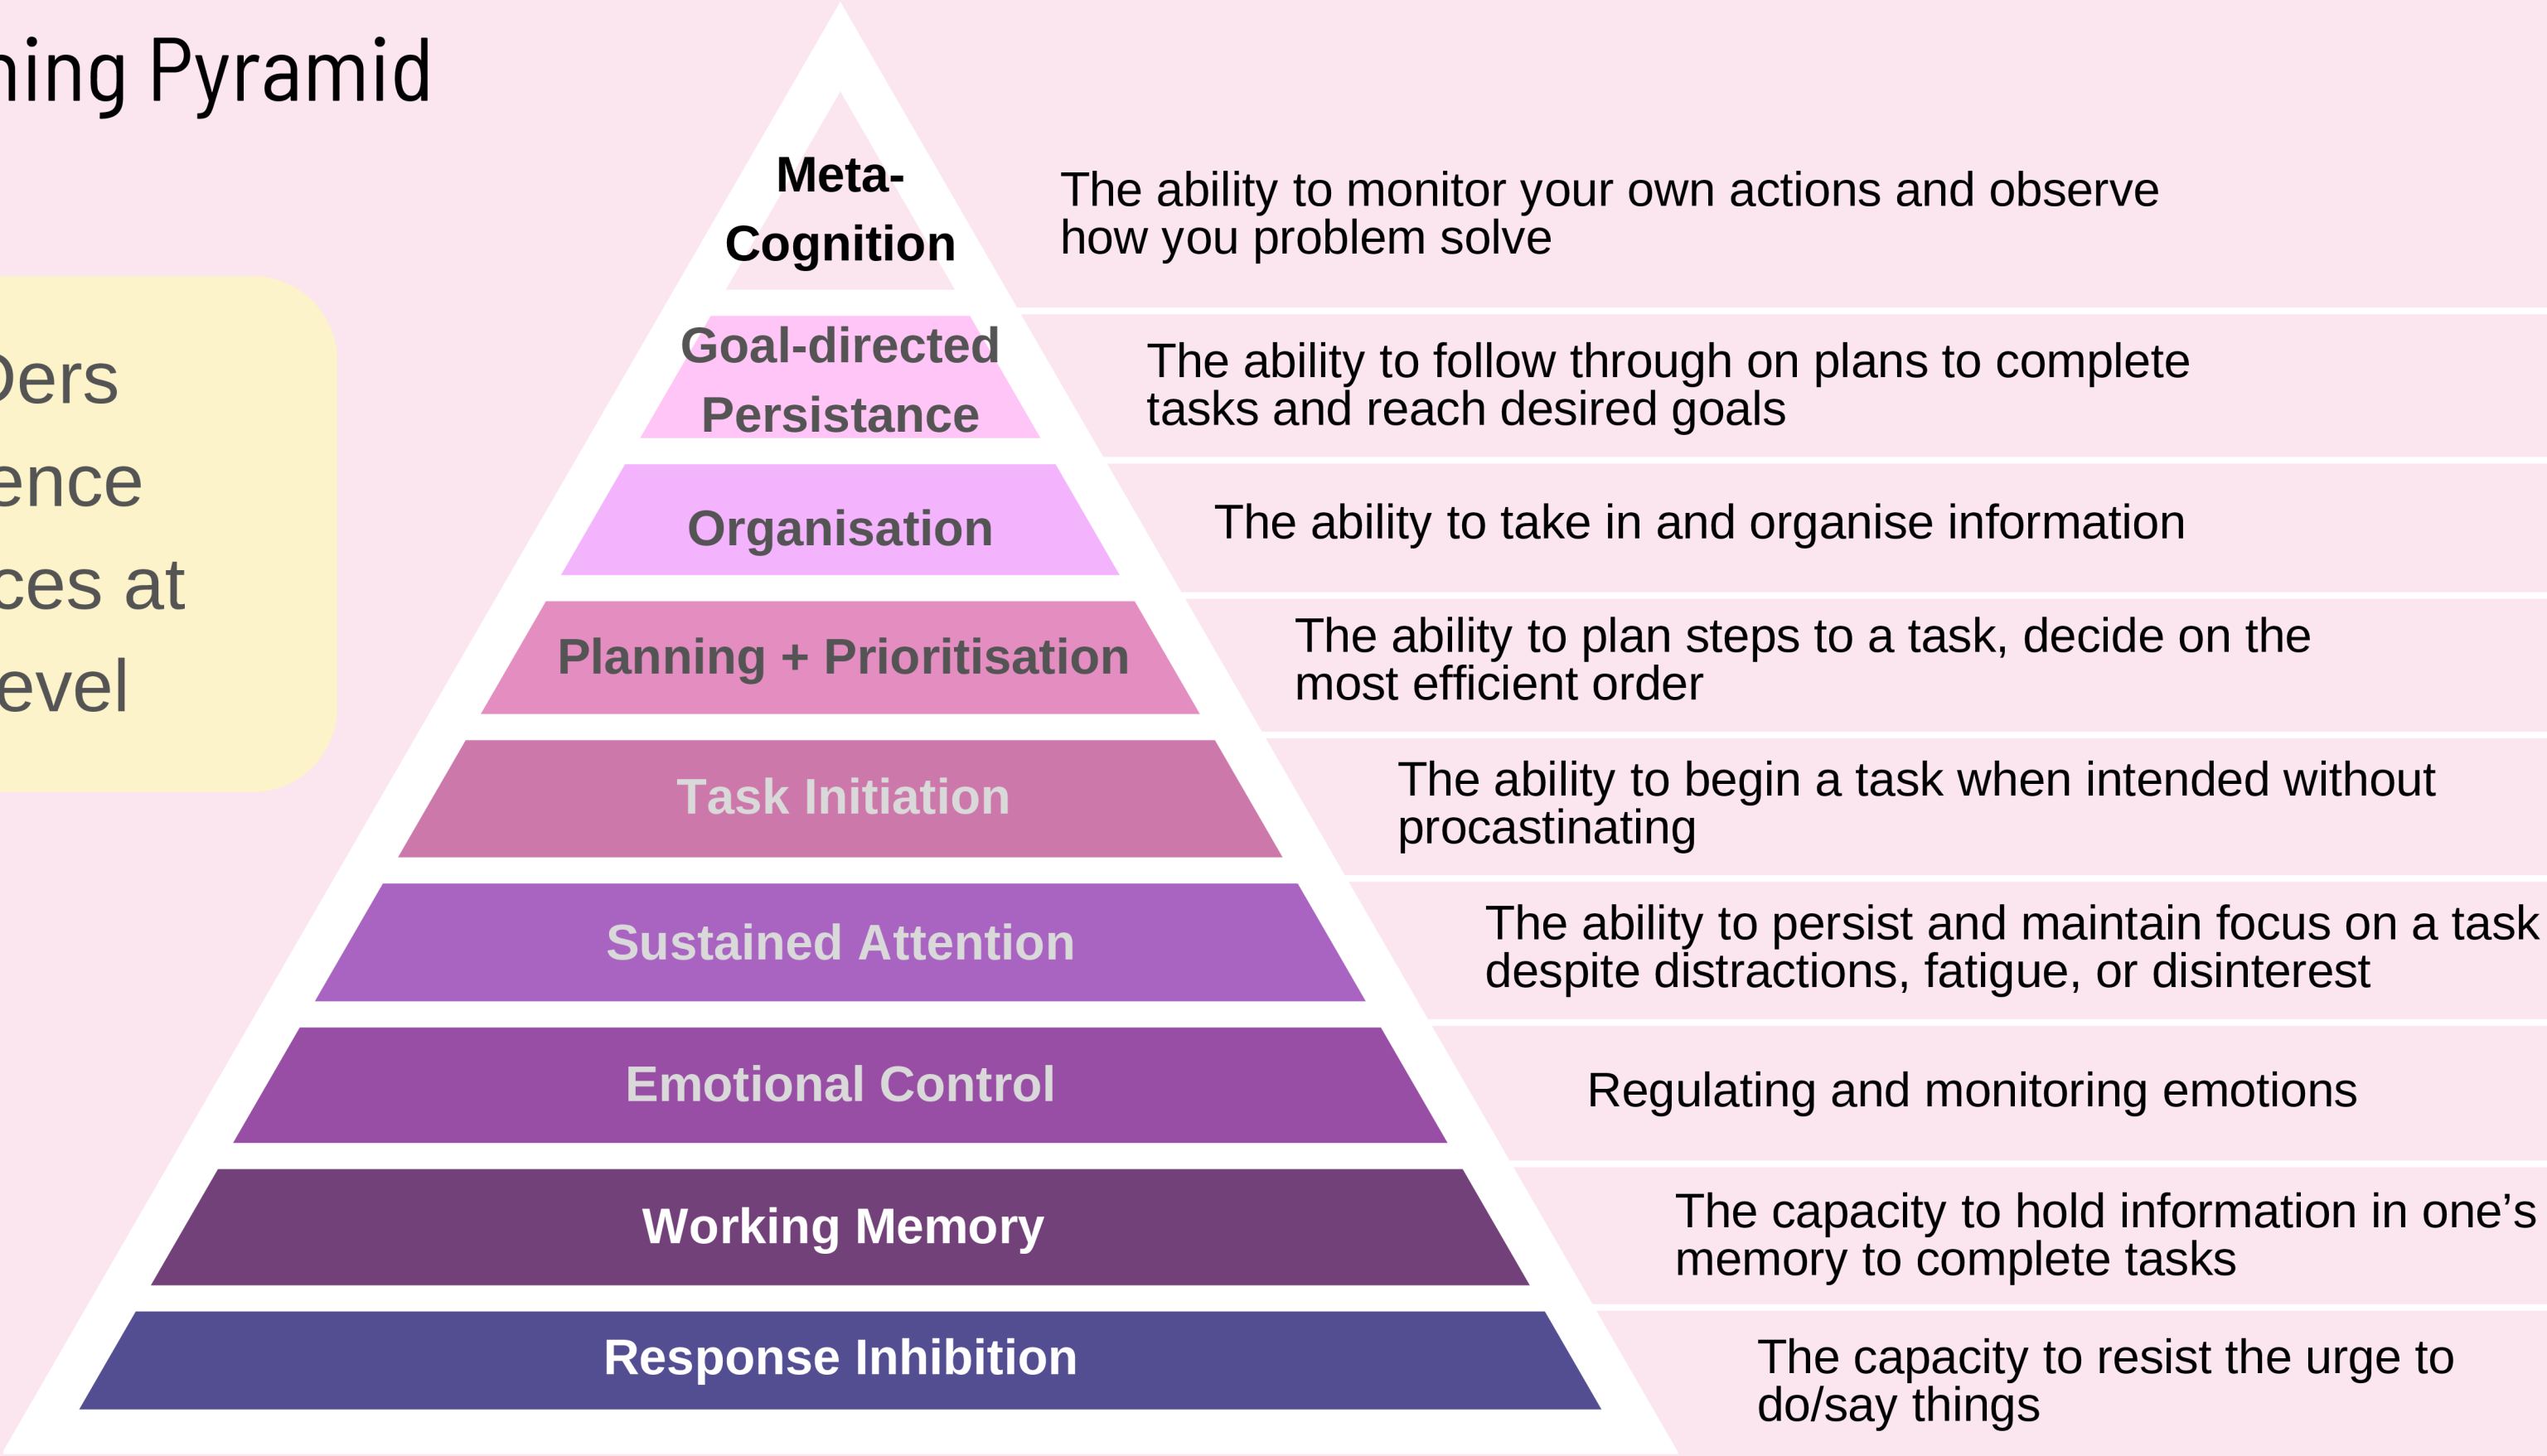 ning Pyramid
Meta-
Cognition
The ability to monitor your own actions and observe
how you problem solve
Ders
ence
ces at
evel
Goal-directed
Persistance
The ability to follow through on plans to complete
tasks and reach desired goals
Organisation
The ability to take in and organise information
Planning + Prioritisation
The ability to plan steps to a task, decide on the
most efficient order
Task Initiation
The ability to begin a task when intended without
procastinating
Sustained Attention
The ability to persist and maintain focus on a task
despite distractions, fatigue, or disinterest
Emotional Control
Regulating and monitoring emotions
Working Memory
The capacity to hold information in one’s
memory to complete tasks
Response Inhibition
The capacity to resist the urge to
do/say things